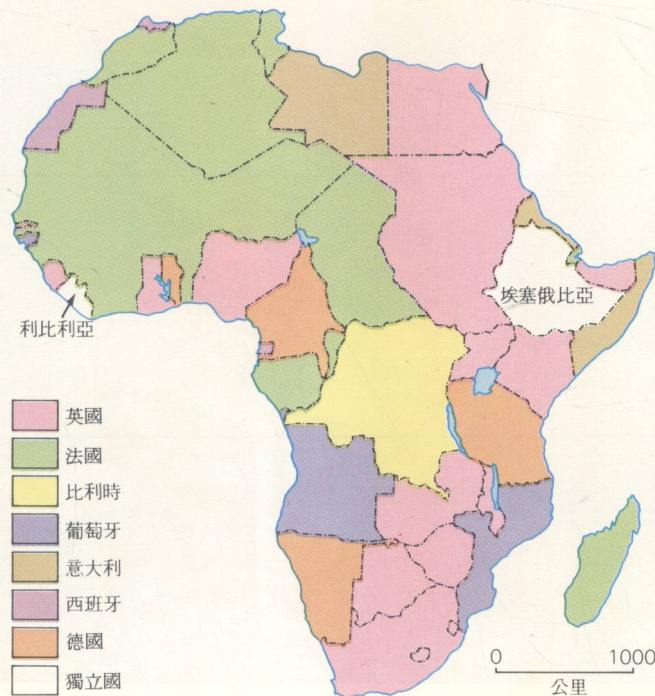 埃塞俄比亞
利比利亞
英國
法國
比利時
葡萄牙
意大利
西班牙
德國
獨立國
0 1000
公里